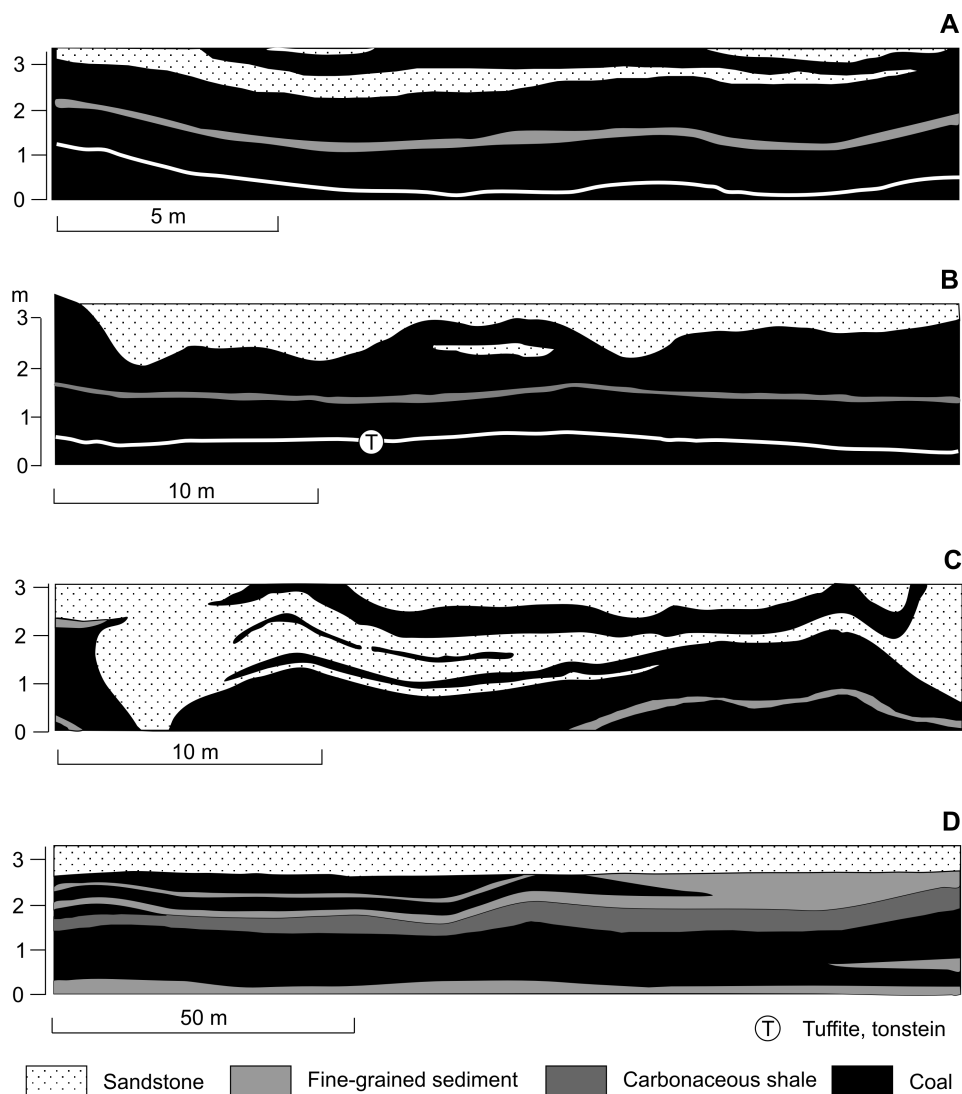 A
3
2
1
0
5 m
B
m
3
2
1
0
T
10 m
C
3
2
1
0
10 m
D
3
2
1
0
50 m
T Tuffite, tonstein
Sandstone Fine-grained sediment Carbonaceous shale Coal